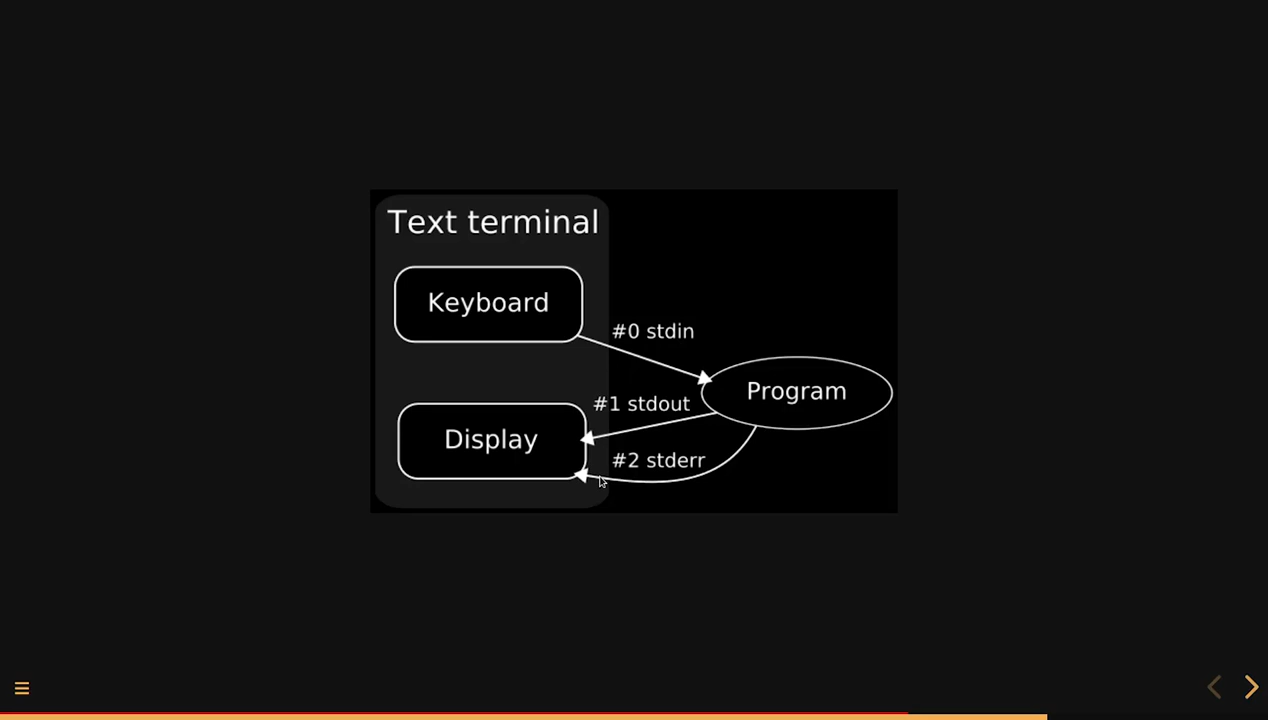 Text terminal
Keyboard
#0 stdin
Program
#1 stdout
Display
#2 stderr